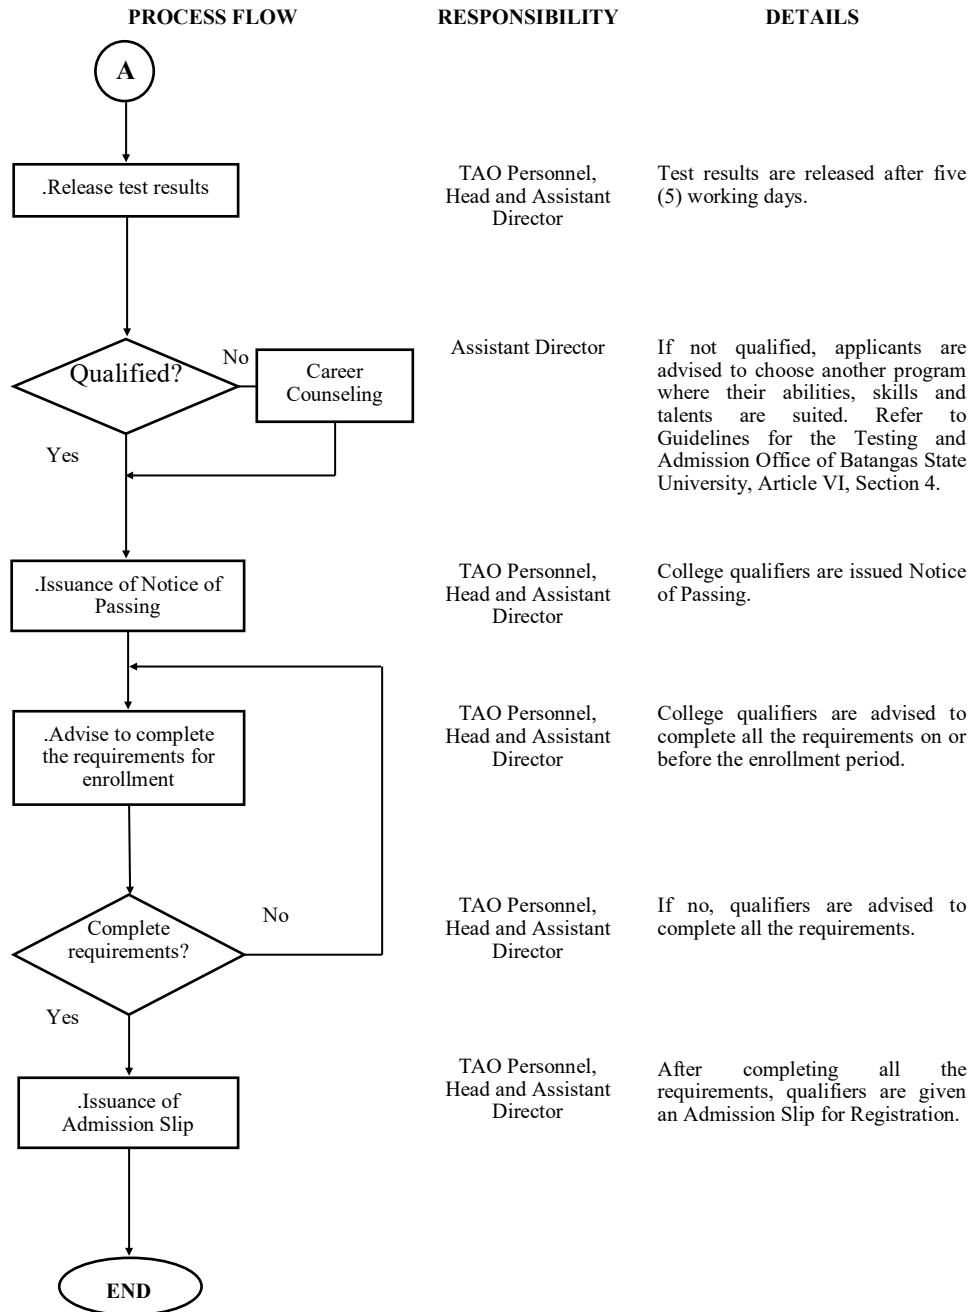 PROCESS FLOW RESPONSIBILITY DETAILS
A
.Release test results
TAO Personnel,
Head and Assistant
Director
Test results are released after five
(5) working days.
Qualified?
No
Career
Counseling
Yes
Assistant Director
If not qualified, applicants are
advised to choose another program
where their abilities, skills and
talents are suited. Refer to
Guidelines for the Testing and
Admission Office of Batangas State
University, Article VI, Section 4.
.Issuance of Notice of
Passing
TAO Personnel,
Head and Assistant
Director
College qualifiers are issued Notice
of Passing.
.Advise to complete
the requirements for
enrollment
TAO Personnel,
Head and Assistant
Director
College qualifiers are advised to
complete all the requirements on or
before the enrollment period.
Complete
requirements?
No
Yes
TAO Personnel,
Head and Assistant
Director
If no, qualifiers are advised to
complete all the requirements.
.Issuance of
Admission Slip
TAO Personnel,
Head and Assistant
Director
After completing all the
requirements, qualifiers are given
an Admission Slip for Registration.
END